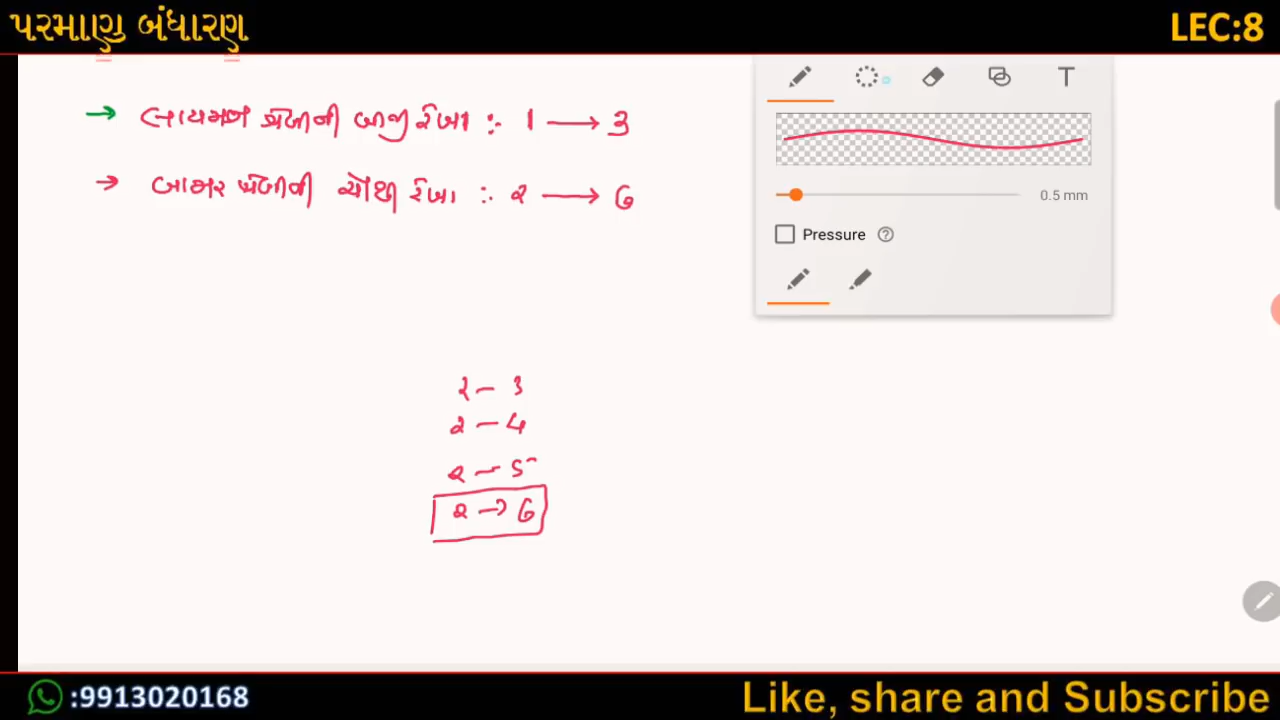 પરમાણુ બંધારણ
LEC:8
→ લાયમન શ્રેણીની બીજી રેખા :- 1 → 3
→ બામર શ્રેણીની ચોથી રેખા :- 2 → 6
0.5 mm
Pressure
2 - 3
2 - 4
2 - 5
2 → 6
:9913020168
Like, share and Subscribe